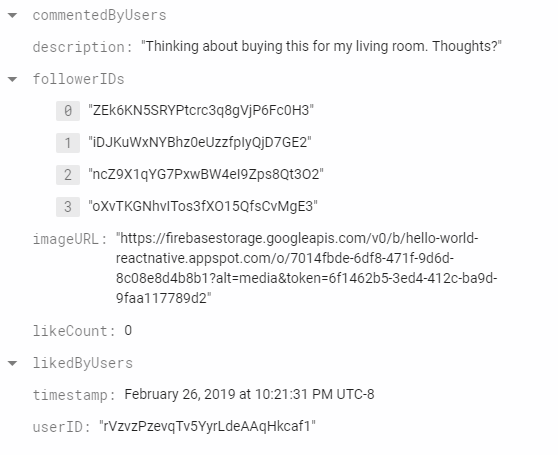 commentedByUsers
description: "Thinking about buying this for my living room. Thoughts?"
followerIDs
0 "ZEk6KN5SRYPtcrc3q8gVjP6Fc0H3"
1 "iDJKuWxNYBhz0eUzzfpIyQjD7GE2"
2 "ncZ9X1qYG7PxwBW4eI9Zps8Qt3O2"
3 "oXvTKGNhvITos3fXO15QfsCvMgE3"
imageURL: "https://firebasestorage.googleapis.com/v0/b/hello-world-
reactnative.appspot.com/o/7014fbde-6df8-471f-9d6d-
8c08e8d4b8b1?alt=media&token=6f1462b5-3ed4-412c-ba9d-
9faa117789d2"
likeCount: 0
likedByUsers
timestamp: February 26, 2019 at 10:21:31 PM UTC-8
userID: "rVzvzPzevqTv5YyrLdeAAqHkcaf1"